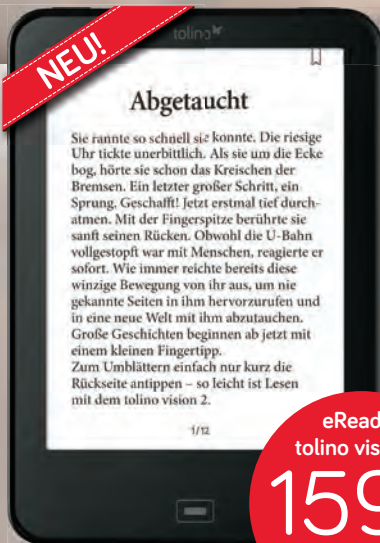 NEU!
tolino
Abgetaucht
Sie rannte so schnell sie konnte. Die riesige
Uhr tickte unerbittlich. Als sie um die Ecke
bog, hörte sie schon das Kreischen der
Bremsen. Ein letzter großer Schritt, ein
Sprung. Geschafft! Jetzt erstmal tief durch-
atmen. Mit der Fingerspitze berührte sie
sanft seinen Rücken. Obwohl die U-Bahn
vollgestopft war mit Menschen, reagierte er
sofort. Wie immer reichte bereits diese
winzige Bewegung von ihr aus, um nie
gekannte Seiten in ihm hervorzurufen und
in eine neue Welt mit ihm abzutauchen.
Große Geschichten beginnen ab jetzt mit
einem kleinen Fingertipp.
Zum Umblättern einfach nur kurz die
Rückseite antippen – so leicht ist Lesen
mit dem tolino vision 2.
1/12
eRead
tolino vis
159